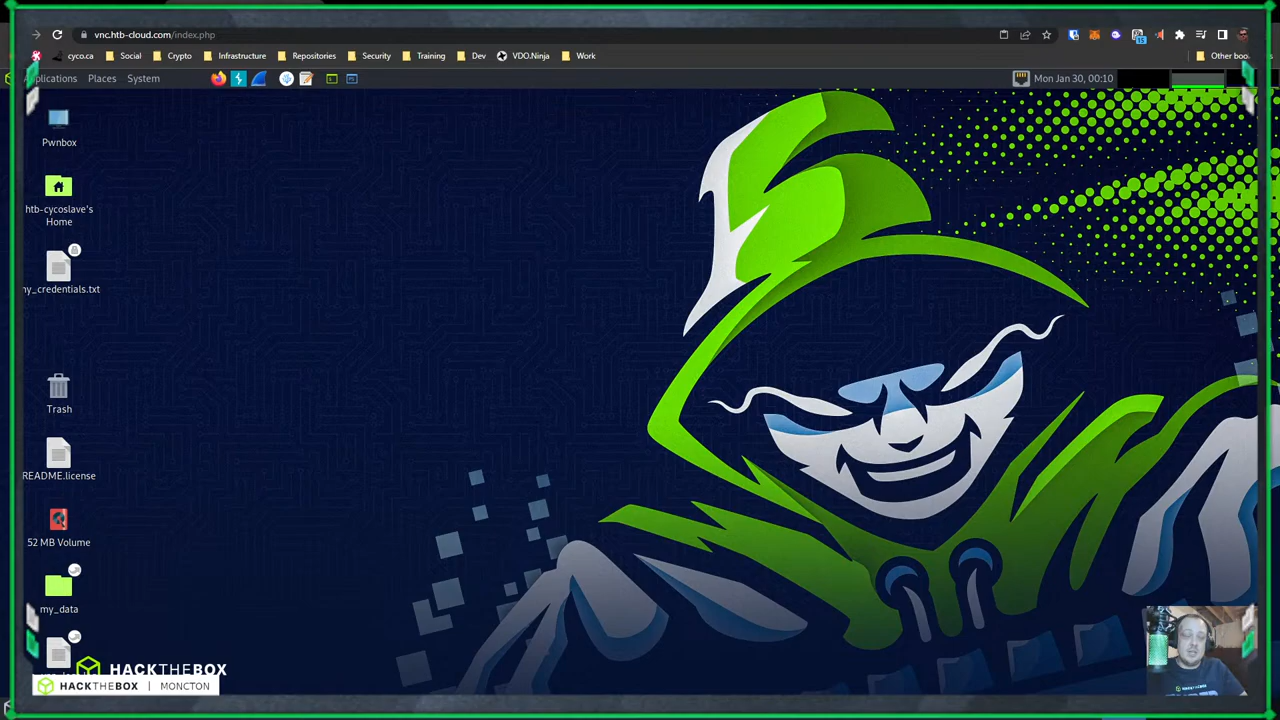 vnc.htb-cloud.com/index.php
cyco.ca Social Crypto Infrastructure Repositories Security Training Dev VDO.Ninja Work Other boo
Applications Places System Mon Jan 30, 00:10
Pwnbox
htb-cycoslave's
Home
my_credentials.txt
Trash
README.license
52 MB Volume
my_data
HACKTHEBOX
HACKTHEBOX | MONCTON